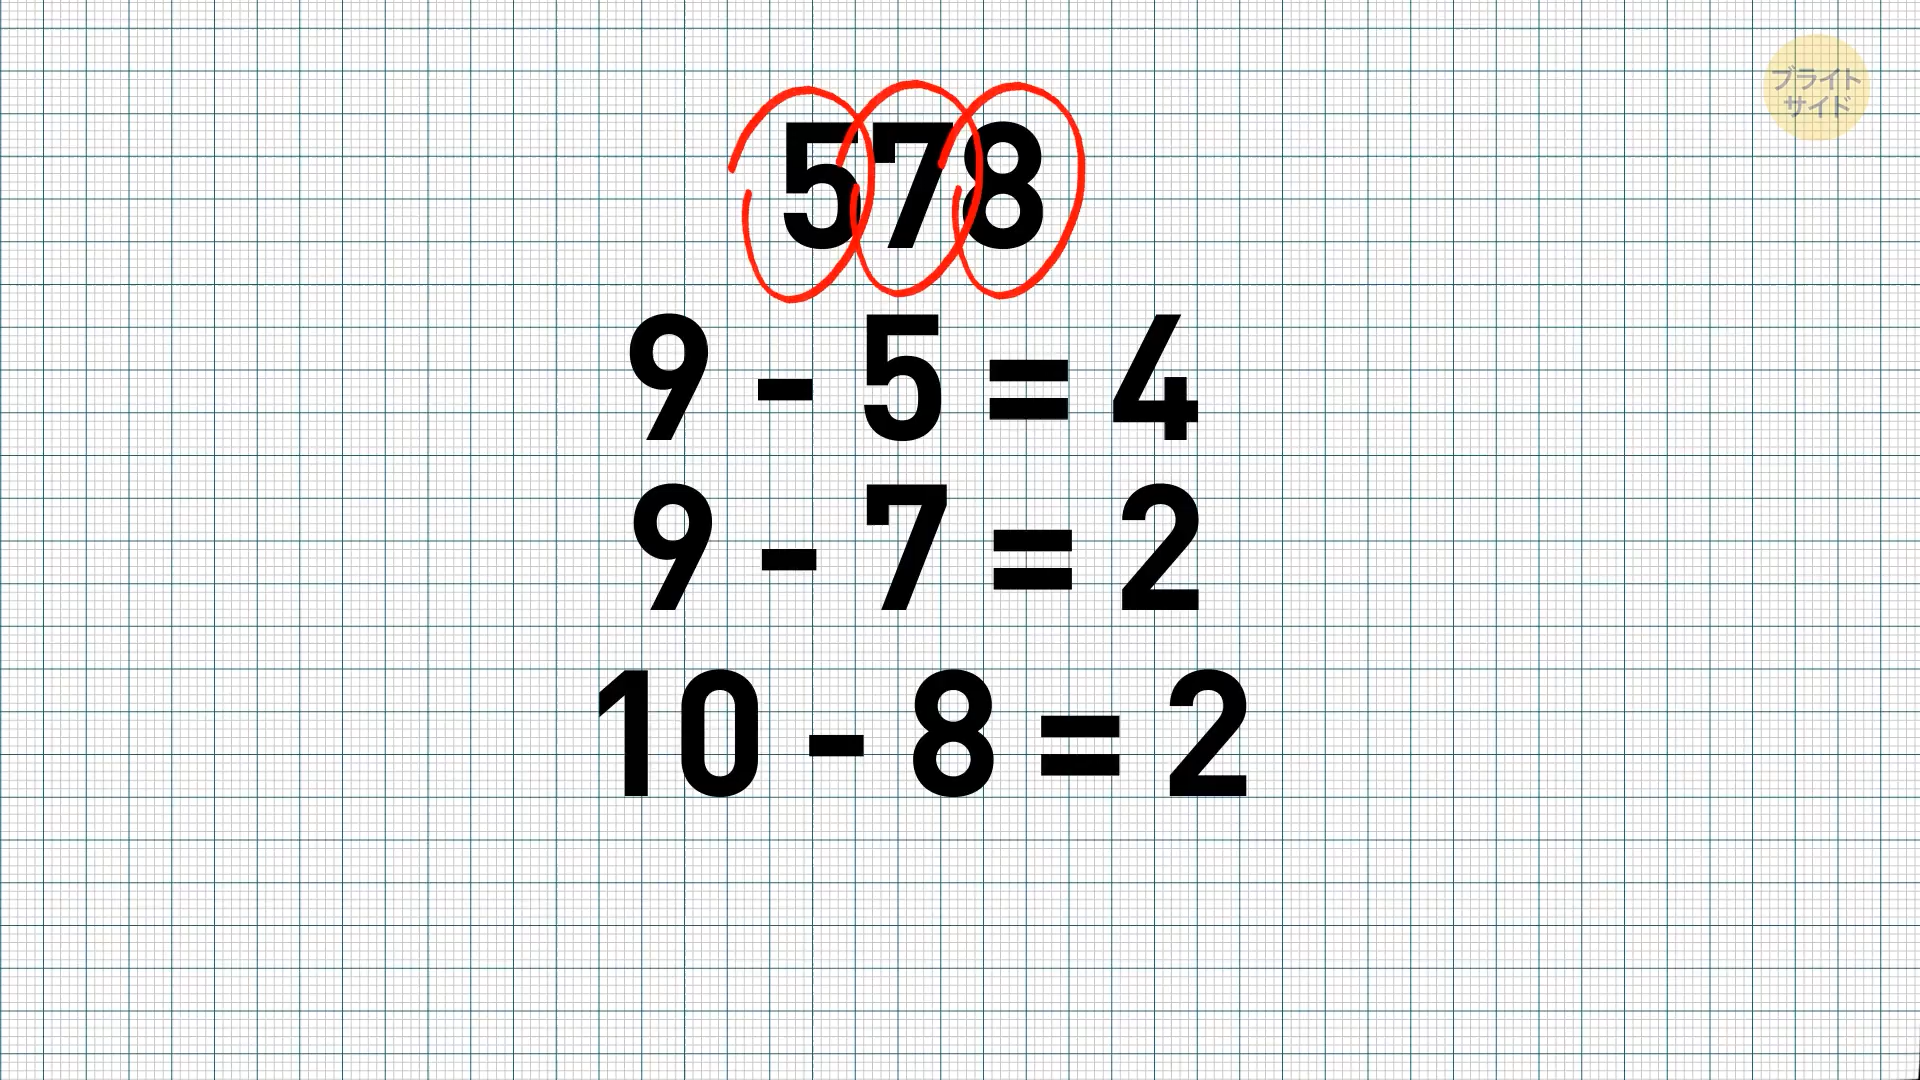 ブライト
サイド
578
9 - 5 = 4
9 - 7 = 2
10 - 8 = 2